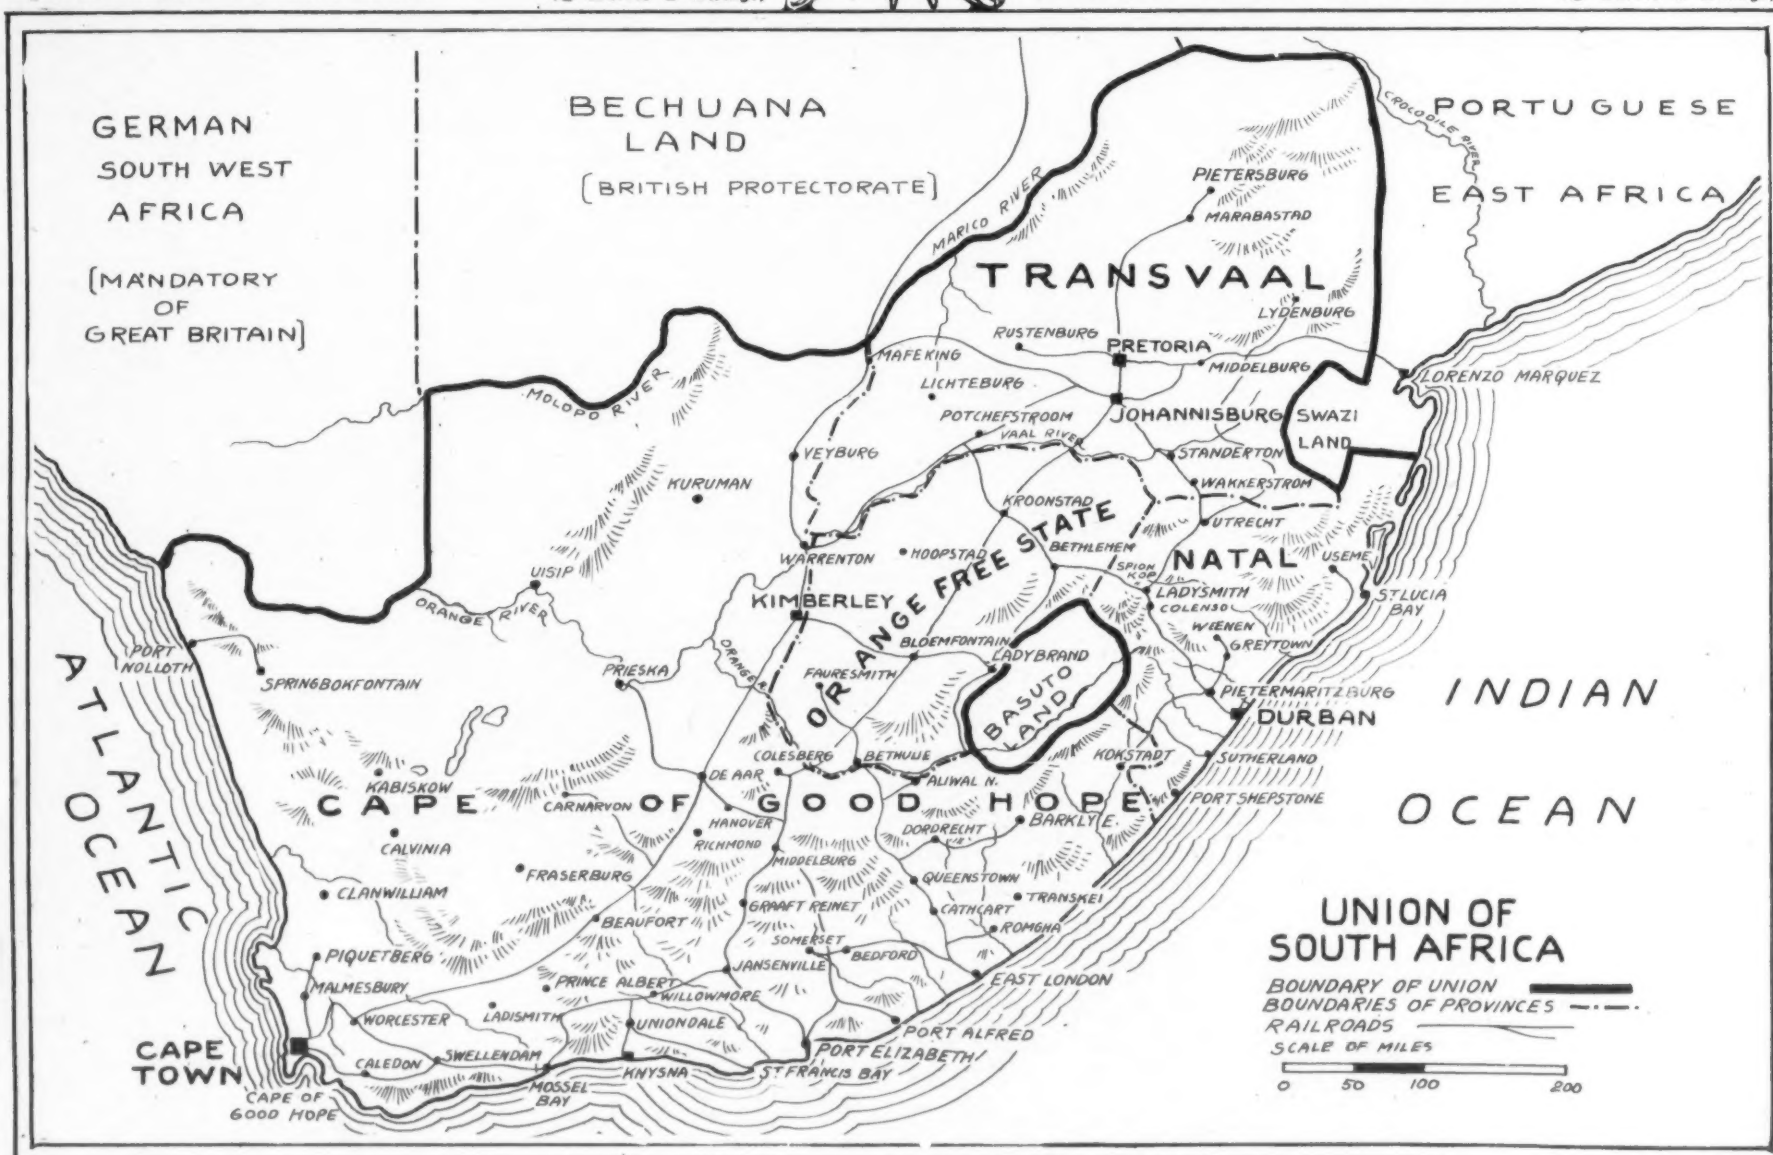 GERMAN
SOUTH WEST
AFRICA
[MANDATORY
OF
GREAT BRITAIN]
BECHUANA
LAND
[BRITISH PROTECTORATE]
PORTUGUESE
EAST AFRICA
CROCODILE RIVER
MARICO RIVER
PIETERSBURG
MARABASTAD
TRANSVAAL
LYDENBURG
RUSTENBURG
PRETORIA
MAFEKING
MIDDELBURG
LICHTEBURG
LORENZO MARQUEZ
MOLOPO RIVER
POTCHEFSTROOM
JOHANNISBURG
SWAZI
LAND
VAAL RIVER
VEYBURG
STANDERTON
KURUMAN
WAKKERSTROM
KROONSTAD
UTRECHT
ORANGE FREE STATE
WARRENTON
HOOPSTAD
BETHLEHEM
NATAL
USEME
SPION
KOP
UISIP
LADYSMITH
ST. LUCIA
BAY
ORANGE RIVER
KIMBERLEY
COLENSO
WEENEN
GREYTOWN
PORT
NOLLOTH
BLOEMFONTAIN
LADYBRAND
SPRINGBOKFONTAIN
PRIESKA
ORANGE R.
FAURESMITH
BASUTO
LAND
PIETERMARITZBURG
DURBAN
INDIAN
OCEAN
ATLANTIC
OCEAN
COLESBERG
BETHULIE
KOKSTADT
SUTHERLAND
DE AAR
ALIWAL N.
KABISKOW
CARNARVON
PORT SHEPSTONE
CAPE OF GOOD HOPE
HANOVER
DORDRECHT
BARKLY E.
CALVINIA
RICHMOND
MIDDELBURG
FRASERBURG
QUEENSTOWN
CLANWILLIAM
TRANSKEI
GRAAFT REINET
CATHCART
BEAUFORT
ROMGHA
SOMERSET
BEDFORD
PIQUETBERG
JANSENVILLE
EAST LONDON
MALMESBURY
PRINCE ALBERT
WILLOWMORE
WORCESTER
LADISMITH
UNIONDALE
PORT ALFRED
CAPE
TOWN
CALEDON
SWELLENDAM
KNYSNA
PORT ELIZABETH
ST FRANCIS BAY
MOSSEL
BAY
CAPE OF
GOOD HOPE
UNION OF
SOUTH AFRICA
BOUNDARY OF UNION
BOUNDARIES OF PROVINCES
RAILROADS
SCALE OF MILES
0 50 100 200